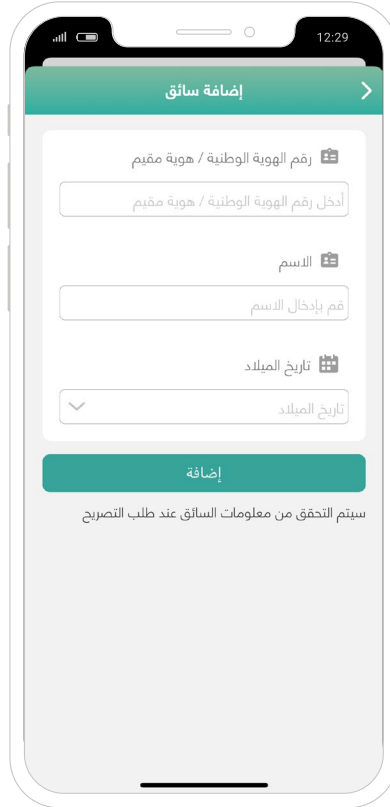 12:29
إضافة سائق
رقم الهوية الوطنية / هوية مقيم
أدخل رقم الهوية الوطنية / هوية مقيم
الاسم
قم بإدخال الاسم
تاريخ الميلاد
تاريخ الميلاد
إضافة
سيتم التحقق من معلومات السائق عند طلب التصريح